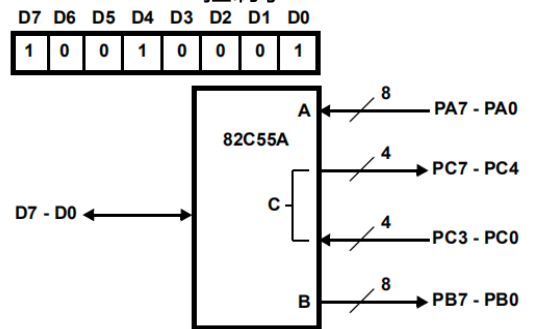 D7 D6 D5 D4 D3 D2 D1 D0
1 0 0 1 0 0 0 1
A
8
PA7 - PA0
82C55A
4
PC7 - PC4
C
D7 - D0
4
PC3 - PC0
8
B
PB7 - PB0